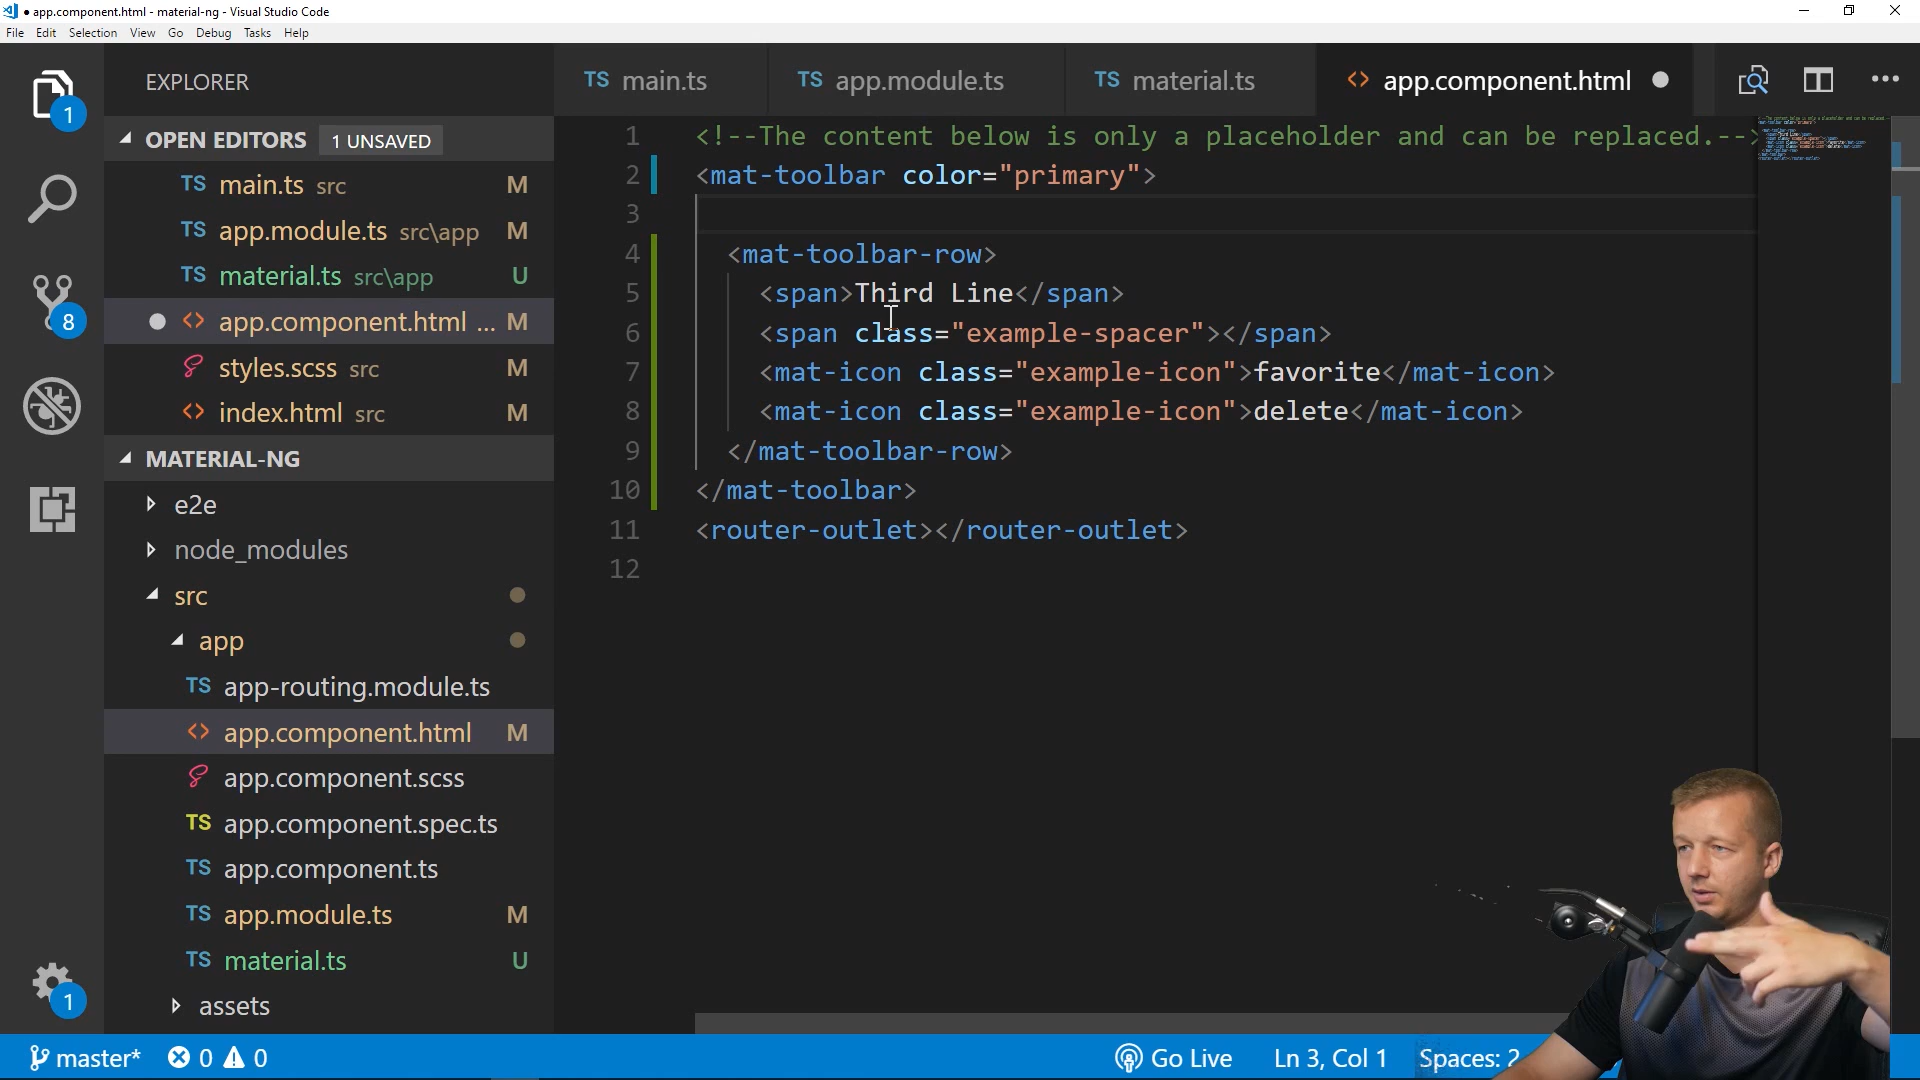 ● app.component.html - material-ng - Visual Studio Code
File Edit Selection View Go Debug Tasks Help
EXPLORER
TS main.ts
TS app.module.ts
TS material.ts
<> app.component.html ●
1
OPEN EDITORS 1 UNSAVED
TS main.ts src M
TS app.module.ts src\app M
TS material.ts src\app U
<> app.component.html ... M
styles.scss src M
<> index.html src M
8
MATERIAL-NG
e2e
node_modules
src
app
TS app-routing.module.ts
<> app.component.html M
app.component.scss
TS app.component.spec.ts
TS app.component.ts
TS app.module.ts M
TS material.ts U
assets
1
1 <!--The content below is only a placeholder and can be replaced.-->
2 <mat-toolbar color="primary">
3
4 <mat-toolbar-row>
5 <span>Third Line</span>
6 <span class="example-spacer"></span>
7 <mat-icon class="example-icon">favorite</mat-icon>
8 <mat-icon class="example-icon">delete</mat-icon>
9 </mat-toolbar-row>
10 </mat-toolbar>
11 <router-outlet></router-outlet>
12
master* 0 0 Go Live Ln 3, Col 1 Spaces: 2